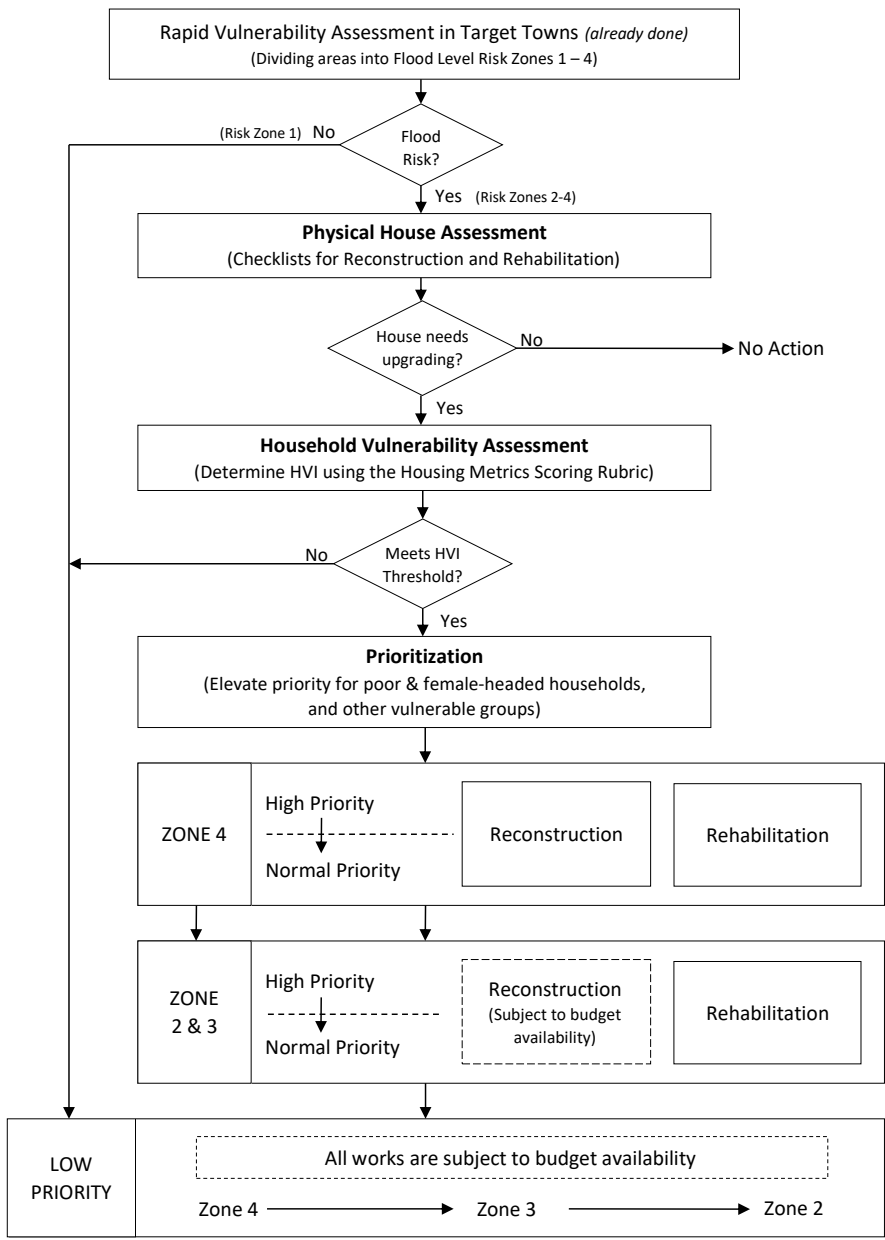 Rapid Vulnerability Assessment in Target Towns (already done)
(Dividing areas into Flood Level Risk Zones 1 – 4)
(Risk Zone 1) No
Flood
Risk?
Yes (Risk Zones 2-4)
Physical House Assessment
(Checklists for Reconstruction and Rehabilitation)
House needs
upgrading?
No
No Action
Yes
Household Vulnerability Assessment
(Determine HVI using the Housing Metrics Scoring Rubric)
No
Meets HVI
Threshold?
Yes
Prioritization
(Elevate priority for poor & female-headed households,
and other vulnerable groups)
ZONE 4
High Priority
Normal Priority
Reconstruction
Rehabilitation
ZONE
2 & 3
High Priority
Normal Priority
Reconstruction
(Subject to budget
availability)
Rehabilitation
LOW
PRIORITY
All works are subject to budget availability
Zone 4 Zone 3 Zone 2